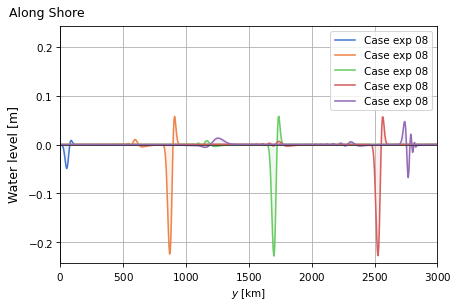 Along Shore
Water level [m]
0.2
0.1
0.0
−0.1
−0.2
Case exp 08
Case exp 08
Case exp 08
Case exp 08
Case exp 08
0 500 1000 1500 2000 2500 3000
y [km]